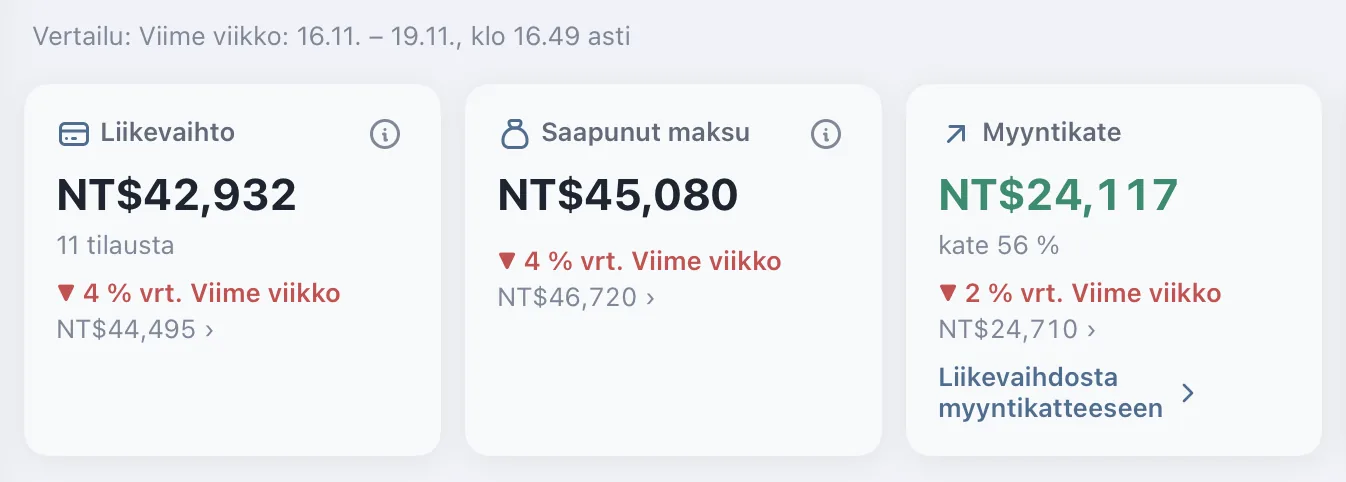 Vertailu: Viime viikko: 16.11. – 19.11., klo 16.49 asti
Liikevaihto
NT$42,932
11 tilausta
▼ 4 % vrt. Viime viikko
NT$44,495 ›
Saapunut maksu
NT$45,080
▼ 4 % vrt. Viime viikko
NT$46,720 ›
Myyntikate
NT$24,117
kate 56 %
▼ 2 % vrt. Viime viikko
NT$24,710 ›
Liikevaihdosta
myyntikatteeseen